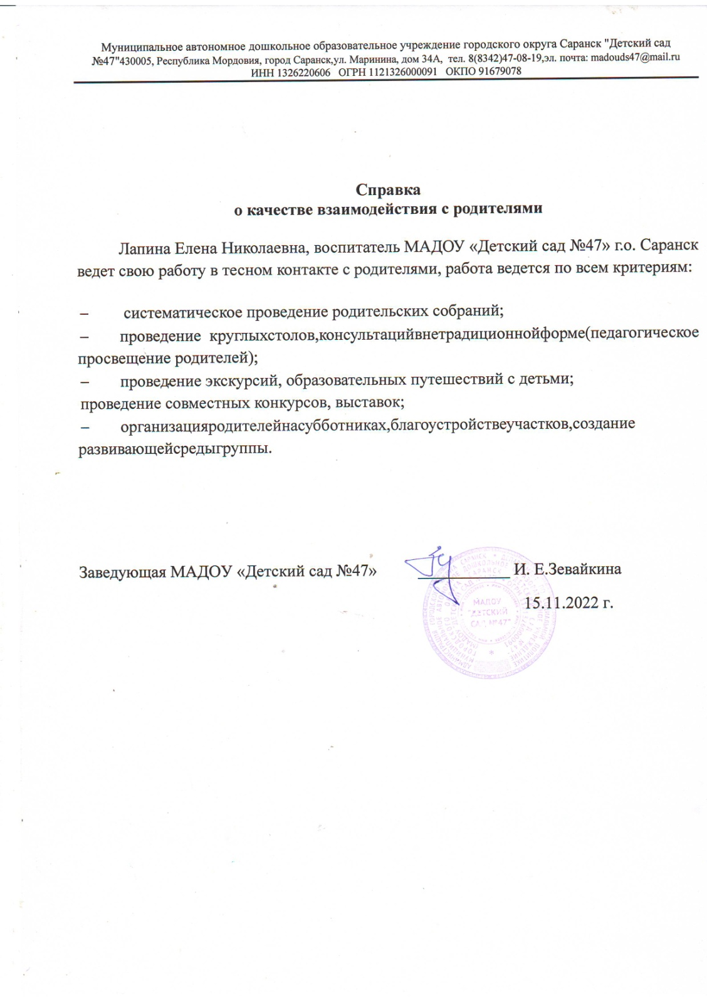 Муниципальное автономное дошкольное образовательное учреждение городского округа Саранск "Детский сад
№47"430005, Республика Мордовия, город Саранск,ул. Маринина, дом 34А, тел. 8(8342)47-08-19,эл. почта: madouds47@mail.ru
ИНН 1326220606 ОГРН 1121326000091 ОКПО 91679078
Справка
о качестве взаимодействия с родителями
Лапина Елена Николаевна, воспитатель МАДОУ «Детский сад №47» г.о. Саранск
ведет свою работу в тесном контакте с родителями, работа ведется по всем критериям:
– систематическое проведение родительских собраний;
– проведение круглыхстолов,консультацийвнетрадиционнойформе(педагогическое
просвещение родителей);
– проведение экскурсий, образовательных путешествий с детьми;
проведение совместных конкурсов, выставок;
– организацияродителейнасубботниках,благоустройствеучастков,создание
развивающейсредыгруппы.
Заведующая МАДОУ «Детский сад №47» ____________ И. Е.Зевайкина
15.11.2022 г.
МАДОУ
"ДЕТСКИЙ
САД №47"